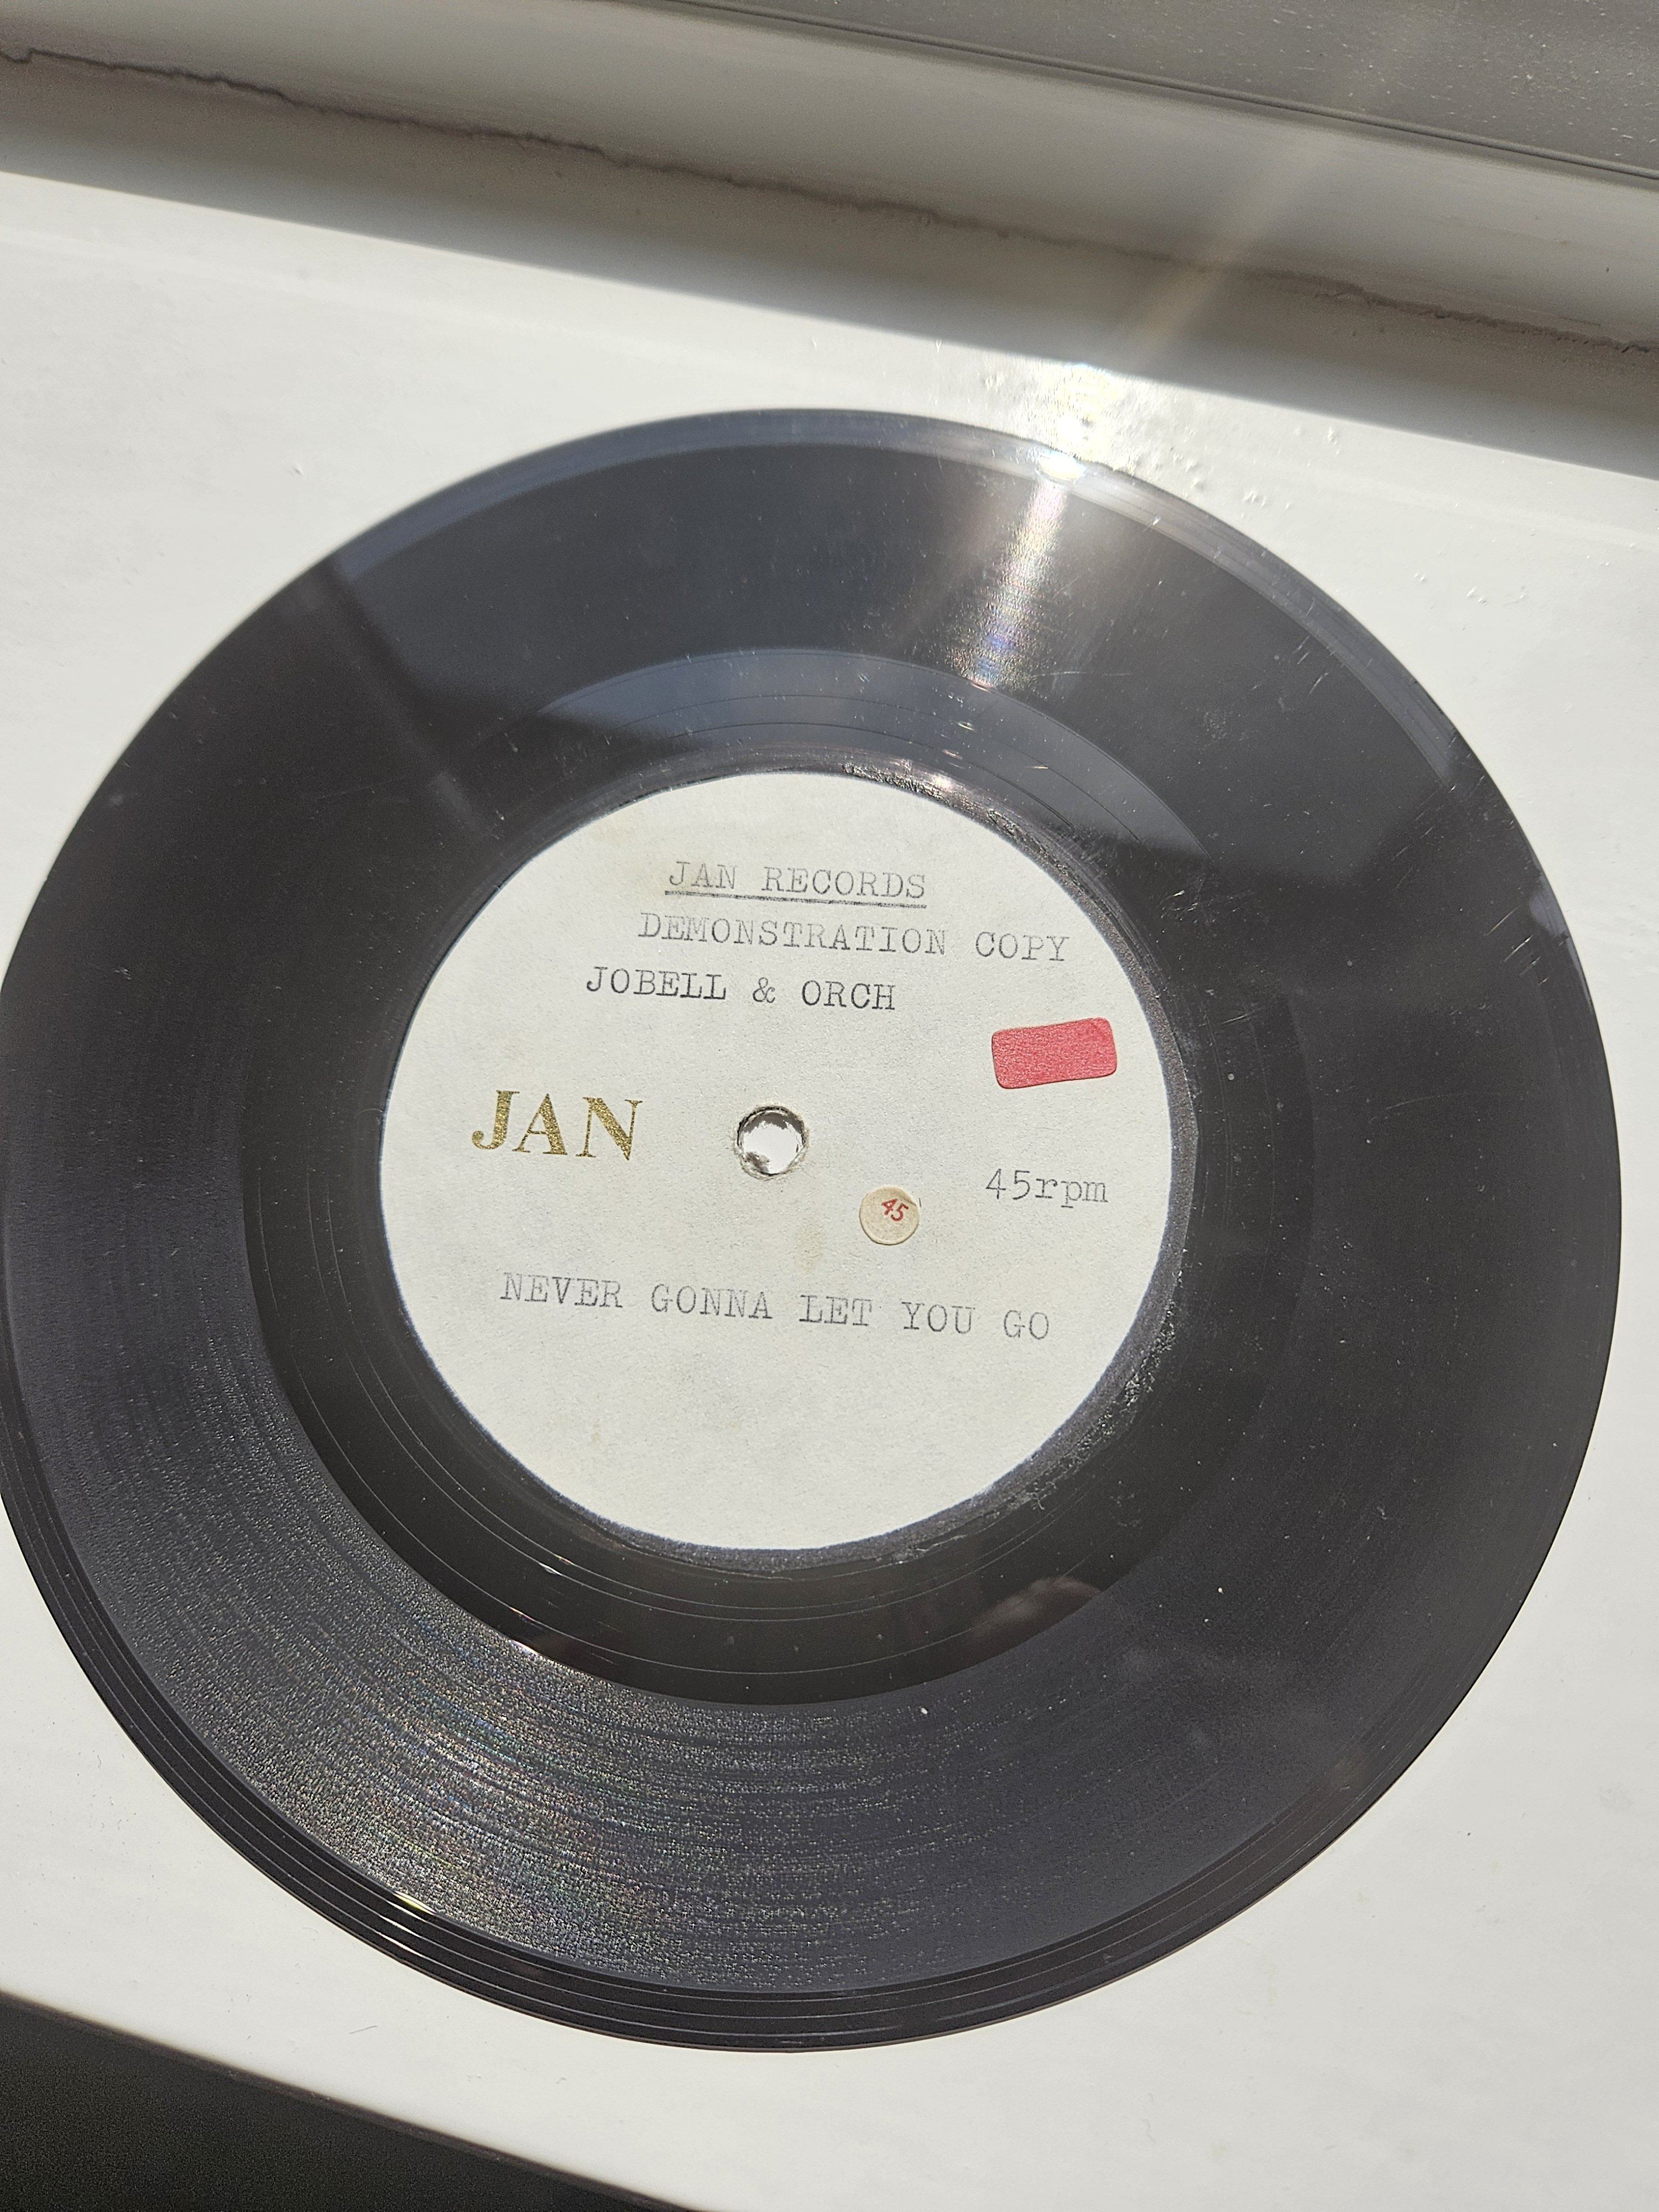 JAN RECORDS
DEMONSTRATION COPY
JOBELL & ORCH
JAN
45rpm
45
NEVER GONNA LET YOU GO